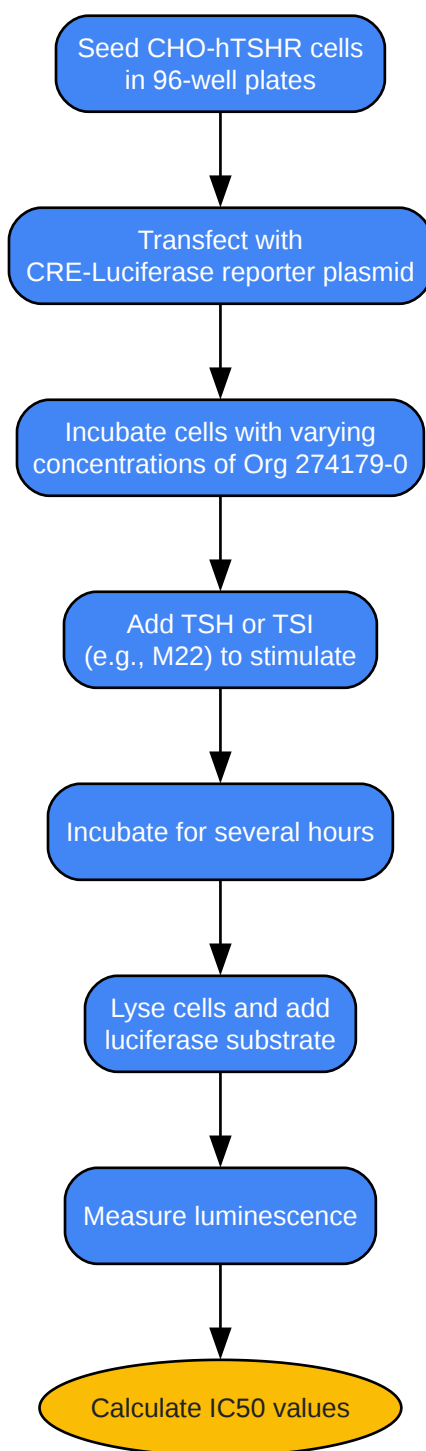 Seed CHO-hTSHR cells
in 96-well plates
Transfect with
CRE-Luciferase reporter plasmid
Incubate cells with varying
concentrations of Org 274179-0
Add TSH or TSI
(e.g., M22) to stimulate
Incubate for several hours
Lyse cells and add
luciferase substrate
Measure luminescence
Calculate IC50 values